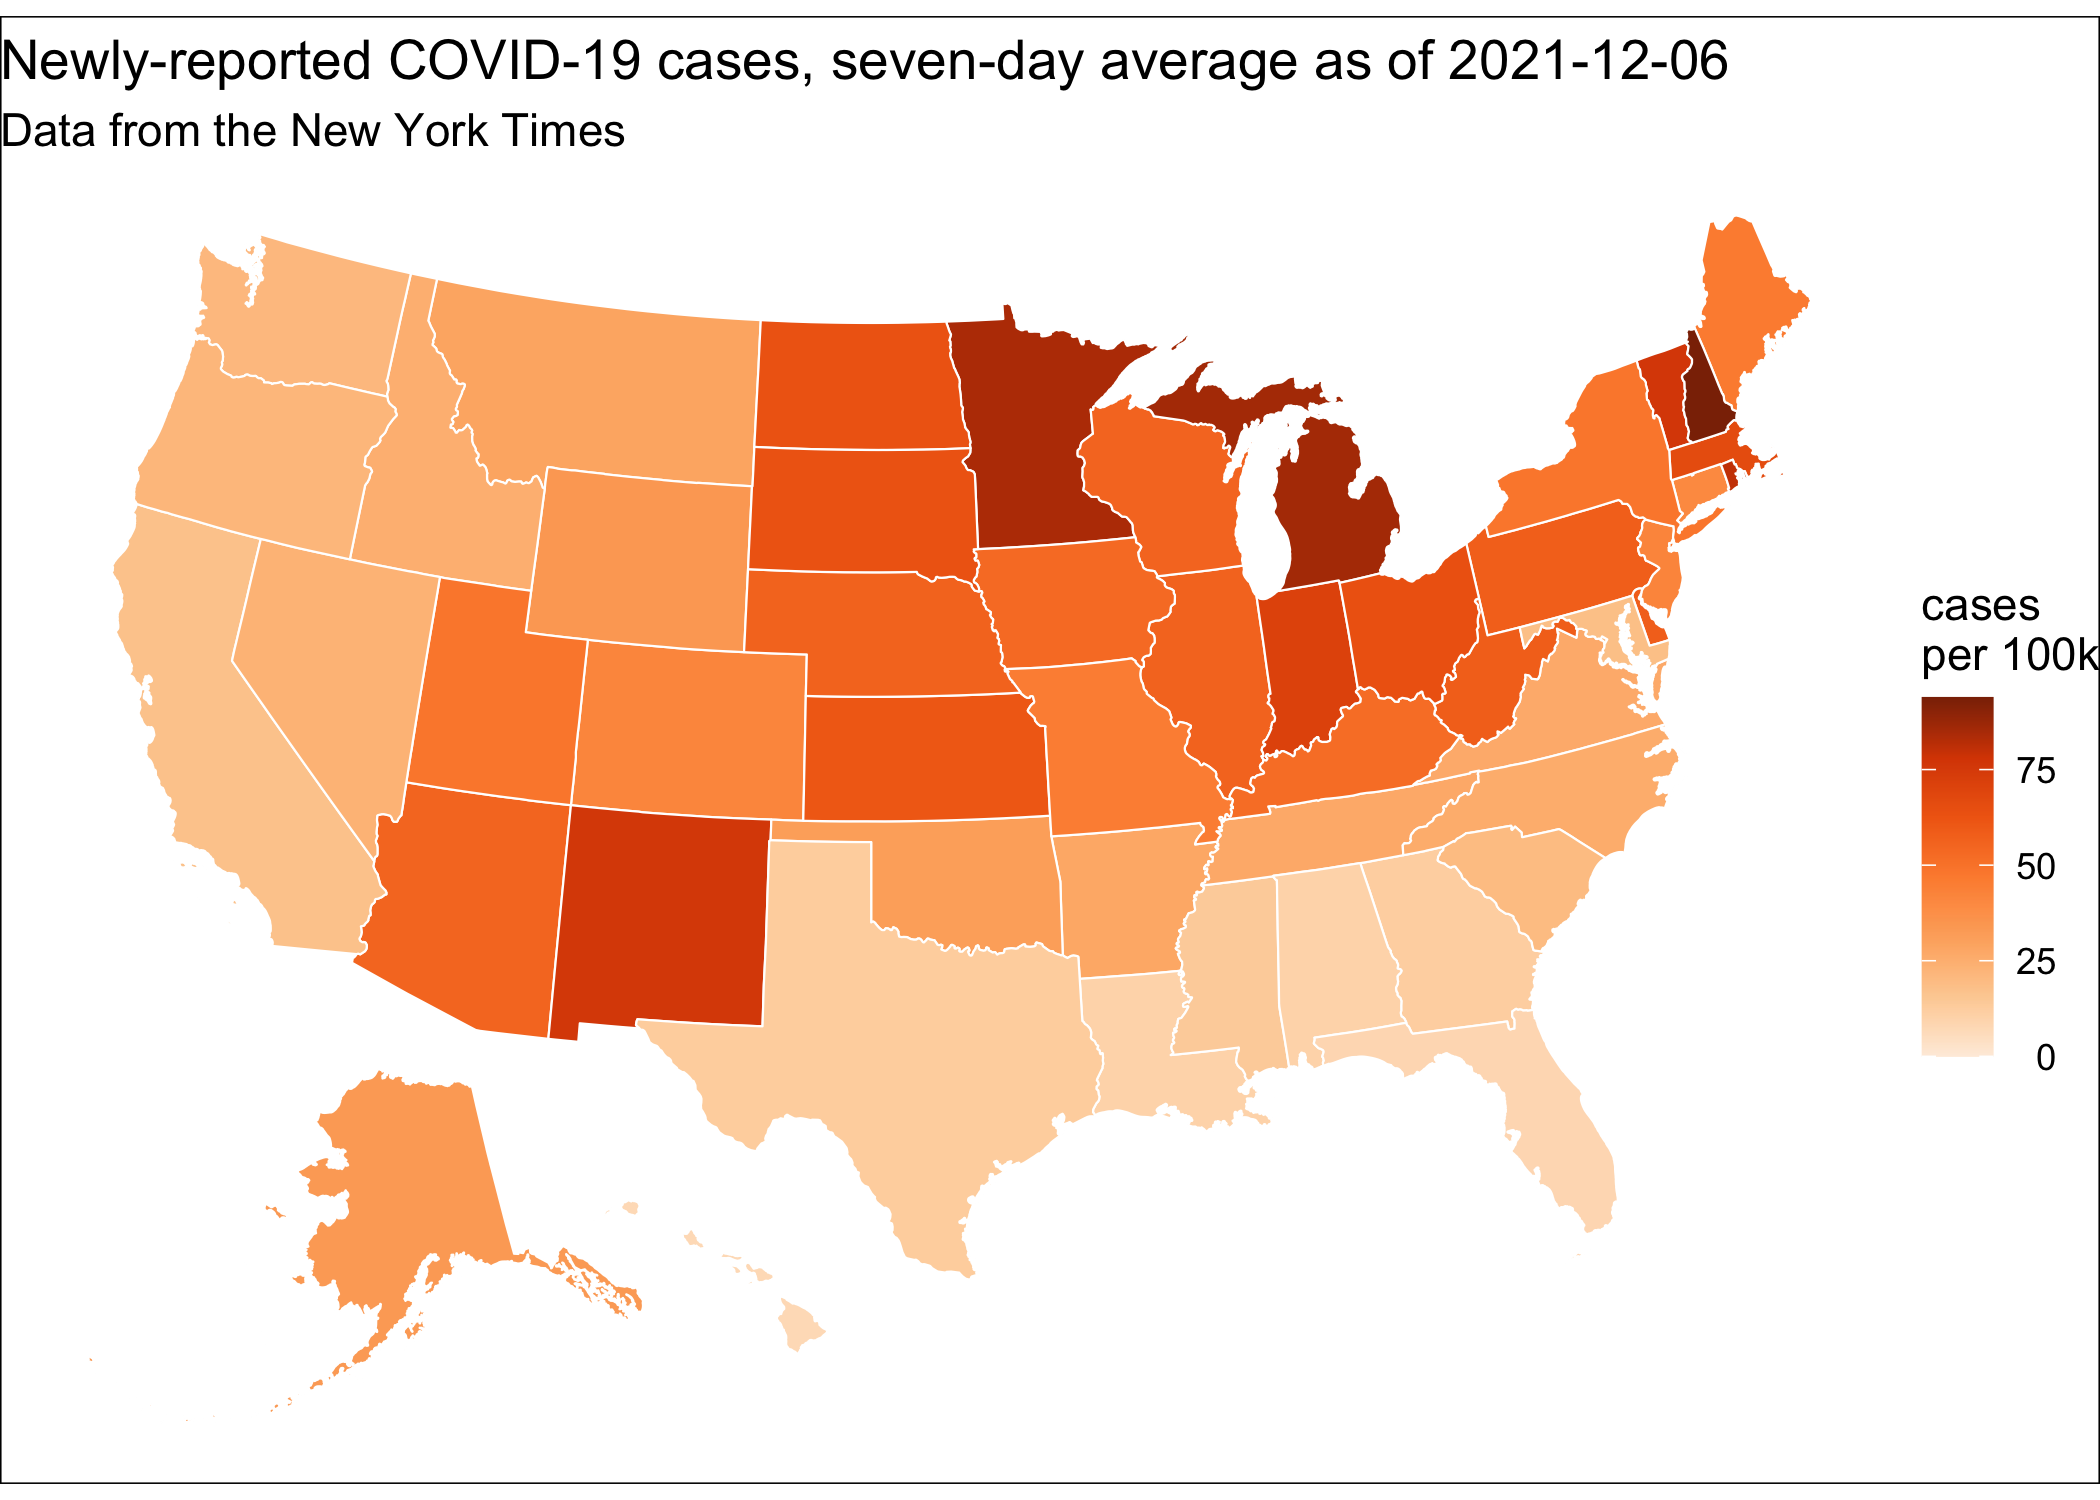 Newly-reported COVID-19 cases, seven-day average as of 2021-12-06
Data from the New York Times
cases
per 100k
75
50
25
0